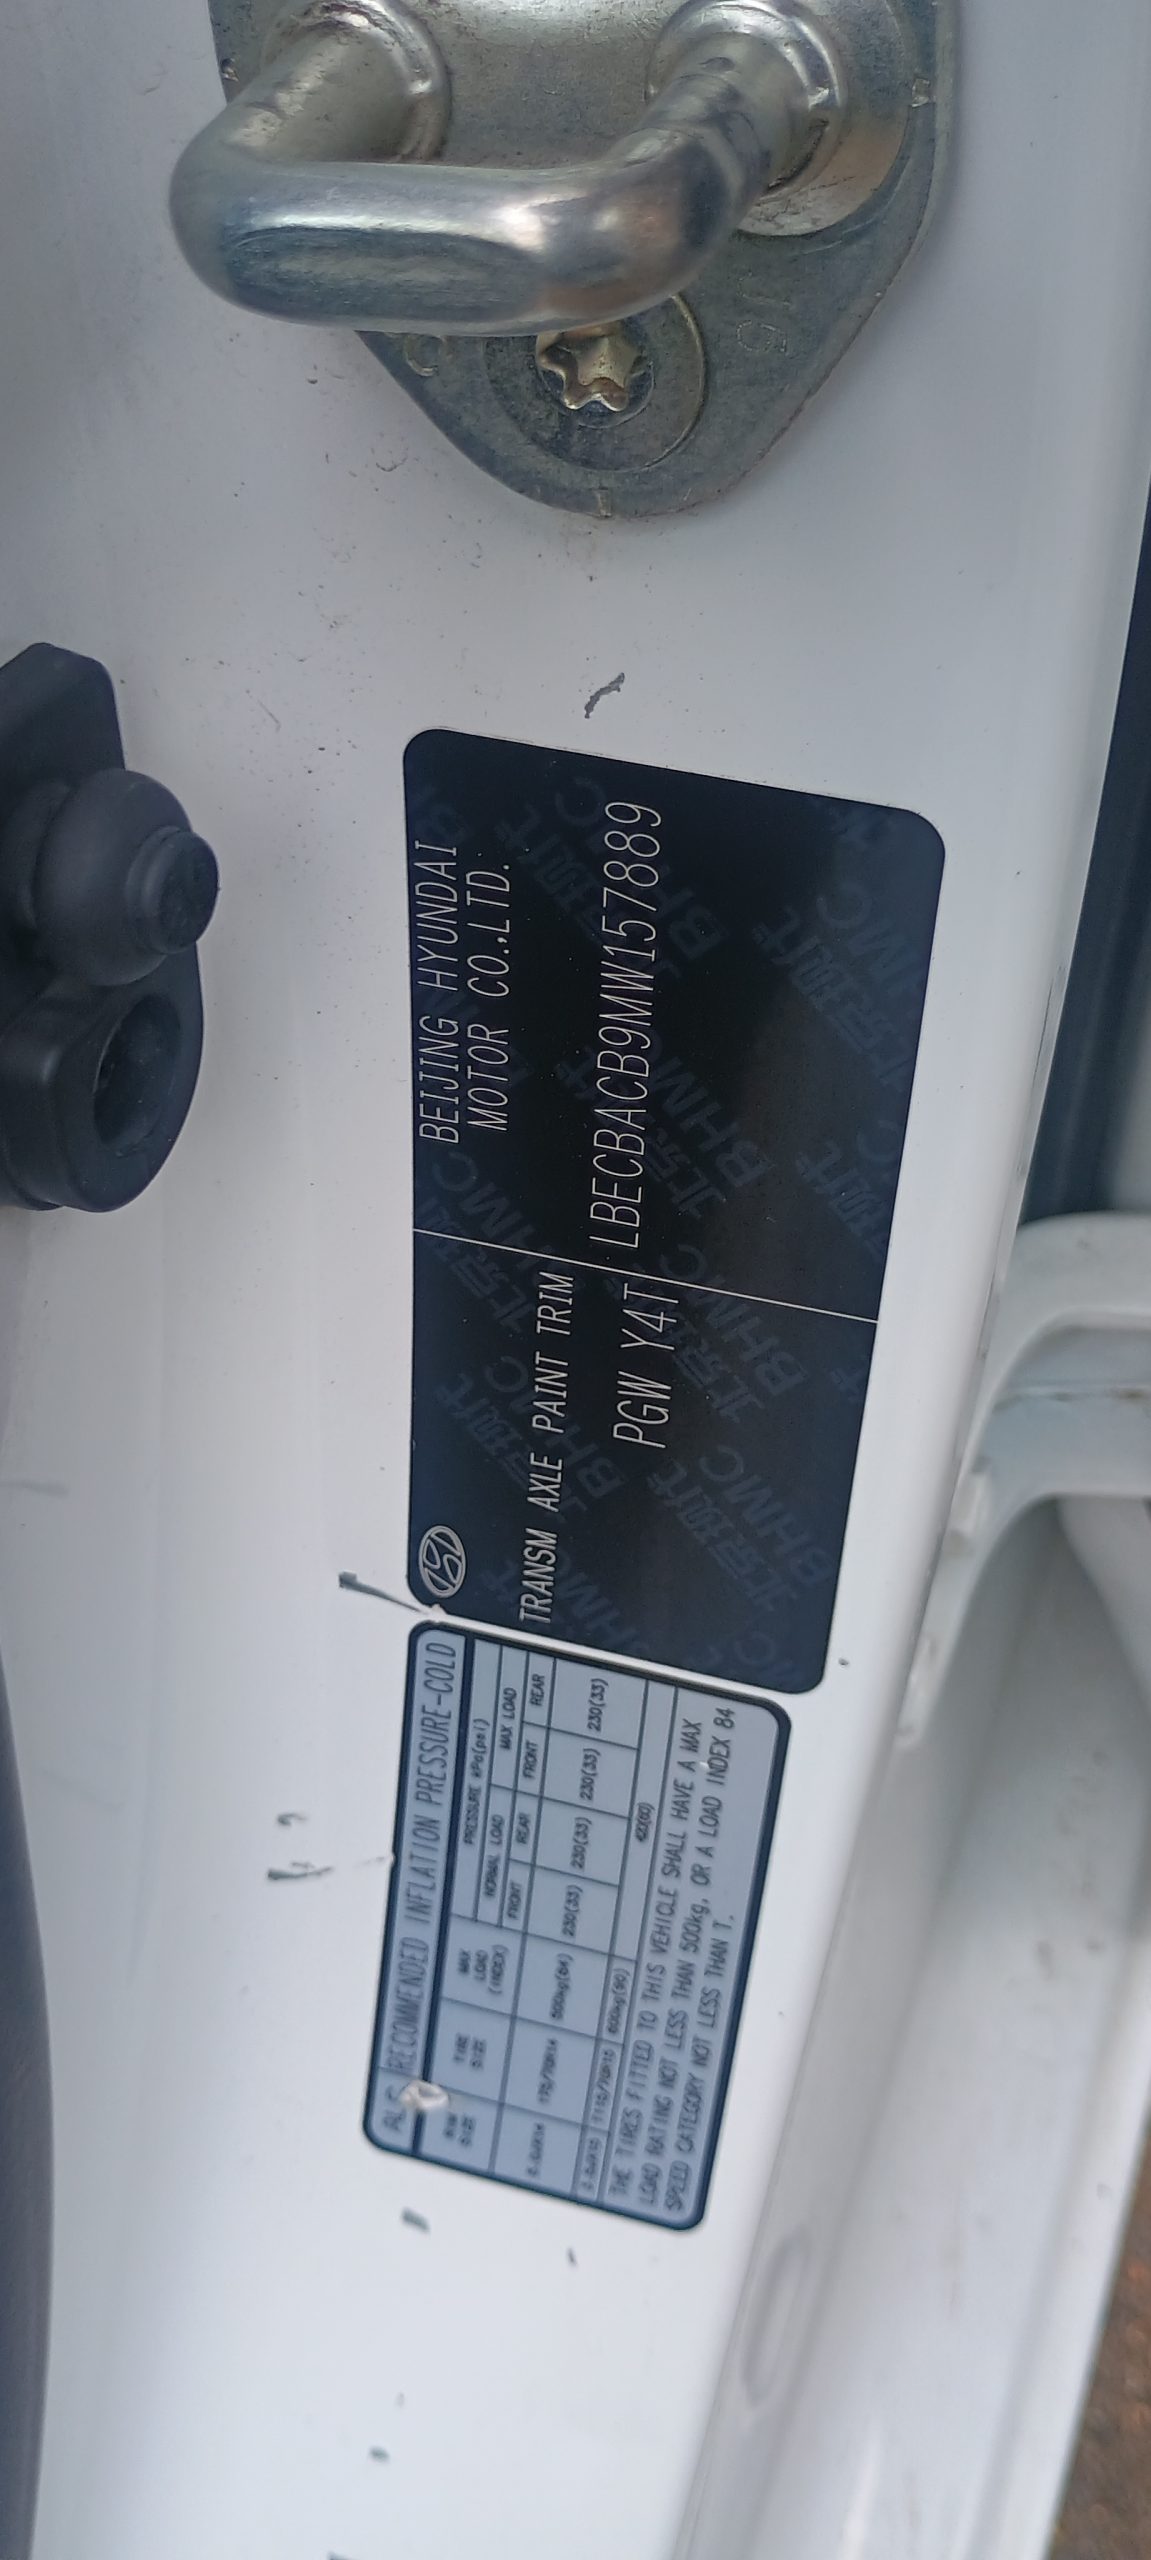 BEIJING HYUNDAI
MOTOR CO.,LTD.
TRANSM AXLE PAINT TRIM
PGW Y4T
LBECBACB9MW157889
RECOMMENDED INFLATION PRESSURE-COLD
TIRE SIZE
MAX LOAD (INDEX)
PRESSURE kPa(psi)
NORMAL LOAD MAX LOAD
FRONT REAR FRONT REAR
230(33) 230(33) 230(33) 230(33)
THE TIRES FITTED TO THIS VEHICLE SHALL HAVE A MAX
LOAD RATING NOT LESS THAN 500kg, OR A LOAD INDEX 84
SPEED CATEGORY NOT LESS THAN T.
BHMC